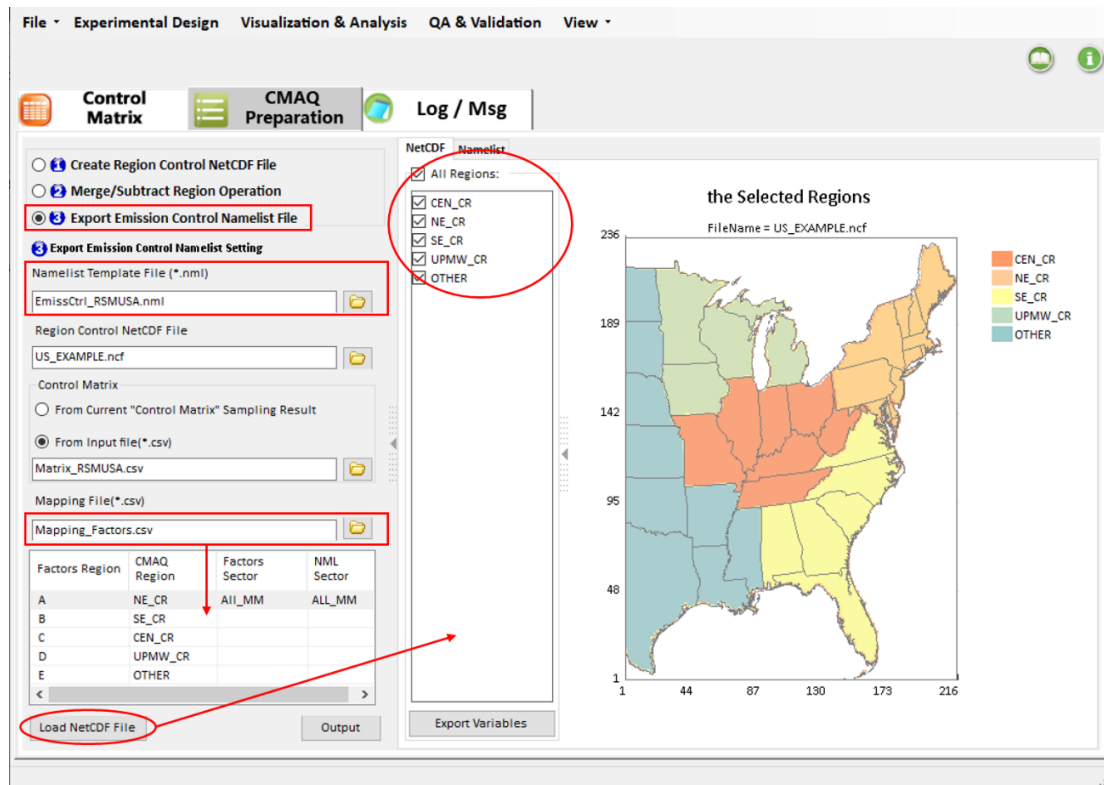 File Experimental Design Visualization & Analysis QA & Validation View
Control Matrix
CMAQ Preparation
Log / Msg
1 Create Region Control NetCDF File
2 Merge/Subtract Region Operation
3 Export Emission Control Namelist File
3 Export Emission Control Namelist Setting
Namelist Template File (*.nml)
EmissCtrl_RSMUSA.nml
Region Control NetCDF File
US_EXAMPLE.ncf
Control Matrix
From Current "Control Matrix" Sampling Result
From Input file(*.csv)
Matrix_RSMUSA.csv
Mapping File(*.csv)
Mapping_Factors.csv
Factors Region CMAQ Region Factors Sector NML Sector
A NE_CR All_MM ALL_MM
B SE_CR
C CEN_CR
D UPMW_CR
E OTHER
Load NetCDF File Output
NetCDF Namelist
All Regions:
CEN_CR
NE_CR
SE_CR
UPMW_CR
OTHER
Export Variables
the Selected Regions
FileName = US_EXAMPLE.ncf
236
189
142
95
48
1
1 44 87 130 173 216
CEN_CR
NE_CR
SE_CR
UPMW_CR
OTHER